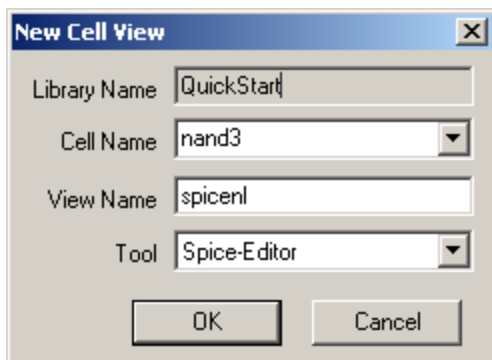 New Cell View
Library Name QuickStart
Cell Name nand3
View Name spicenl
Tool Spice-Editor
OK Cancel